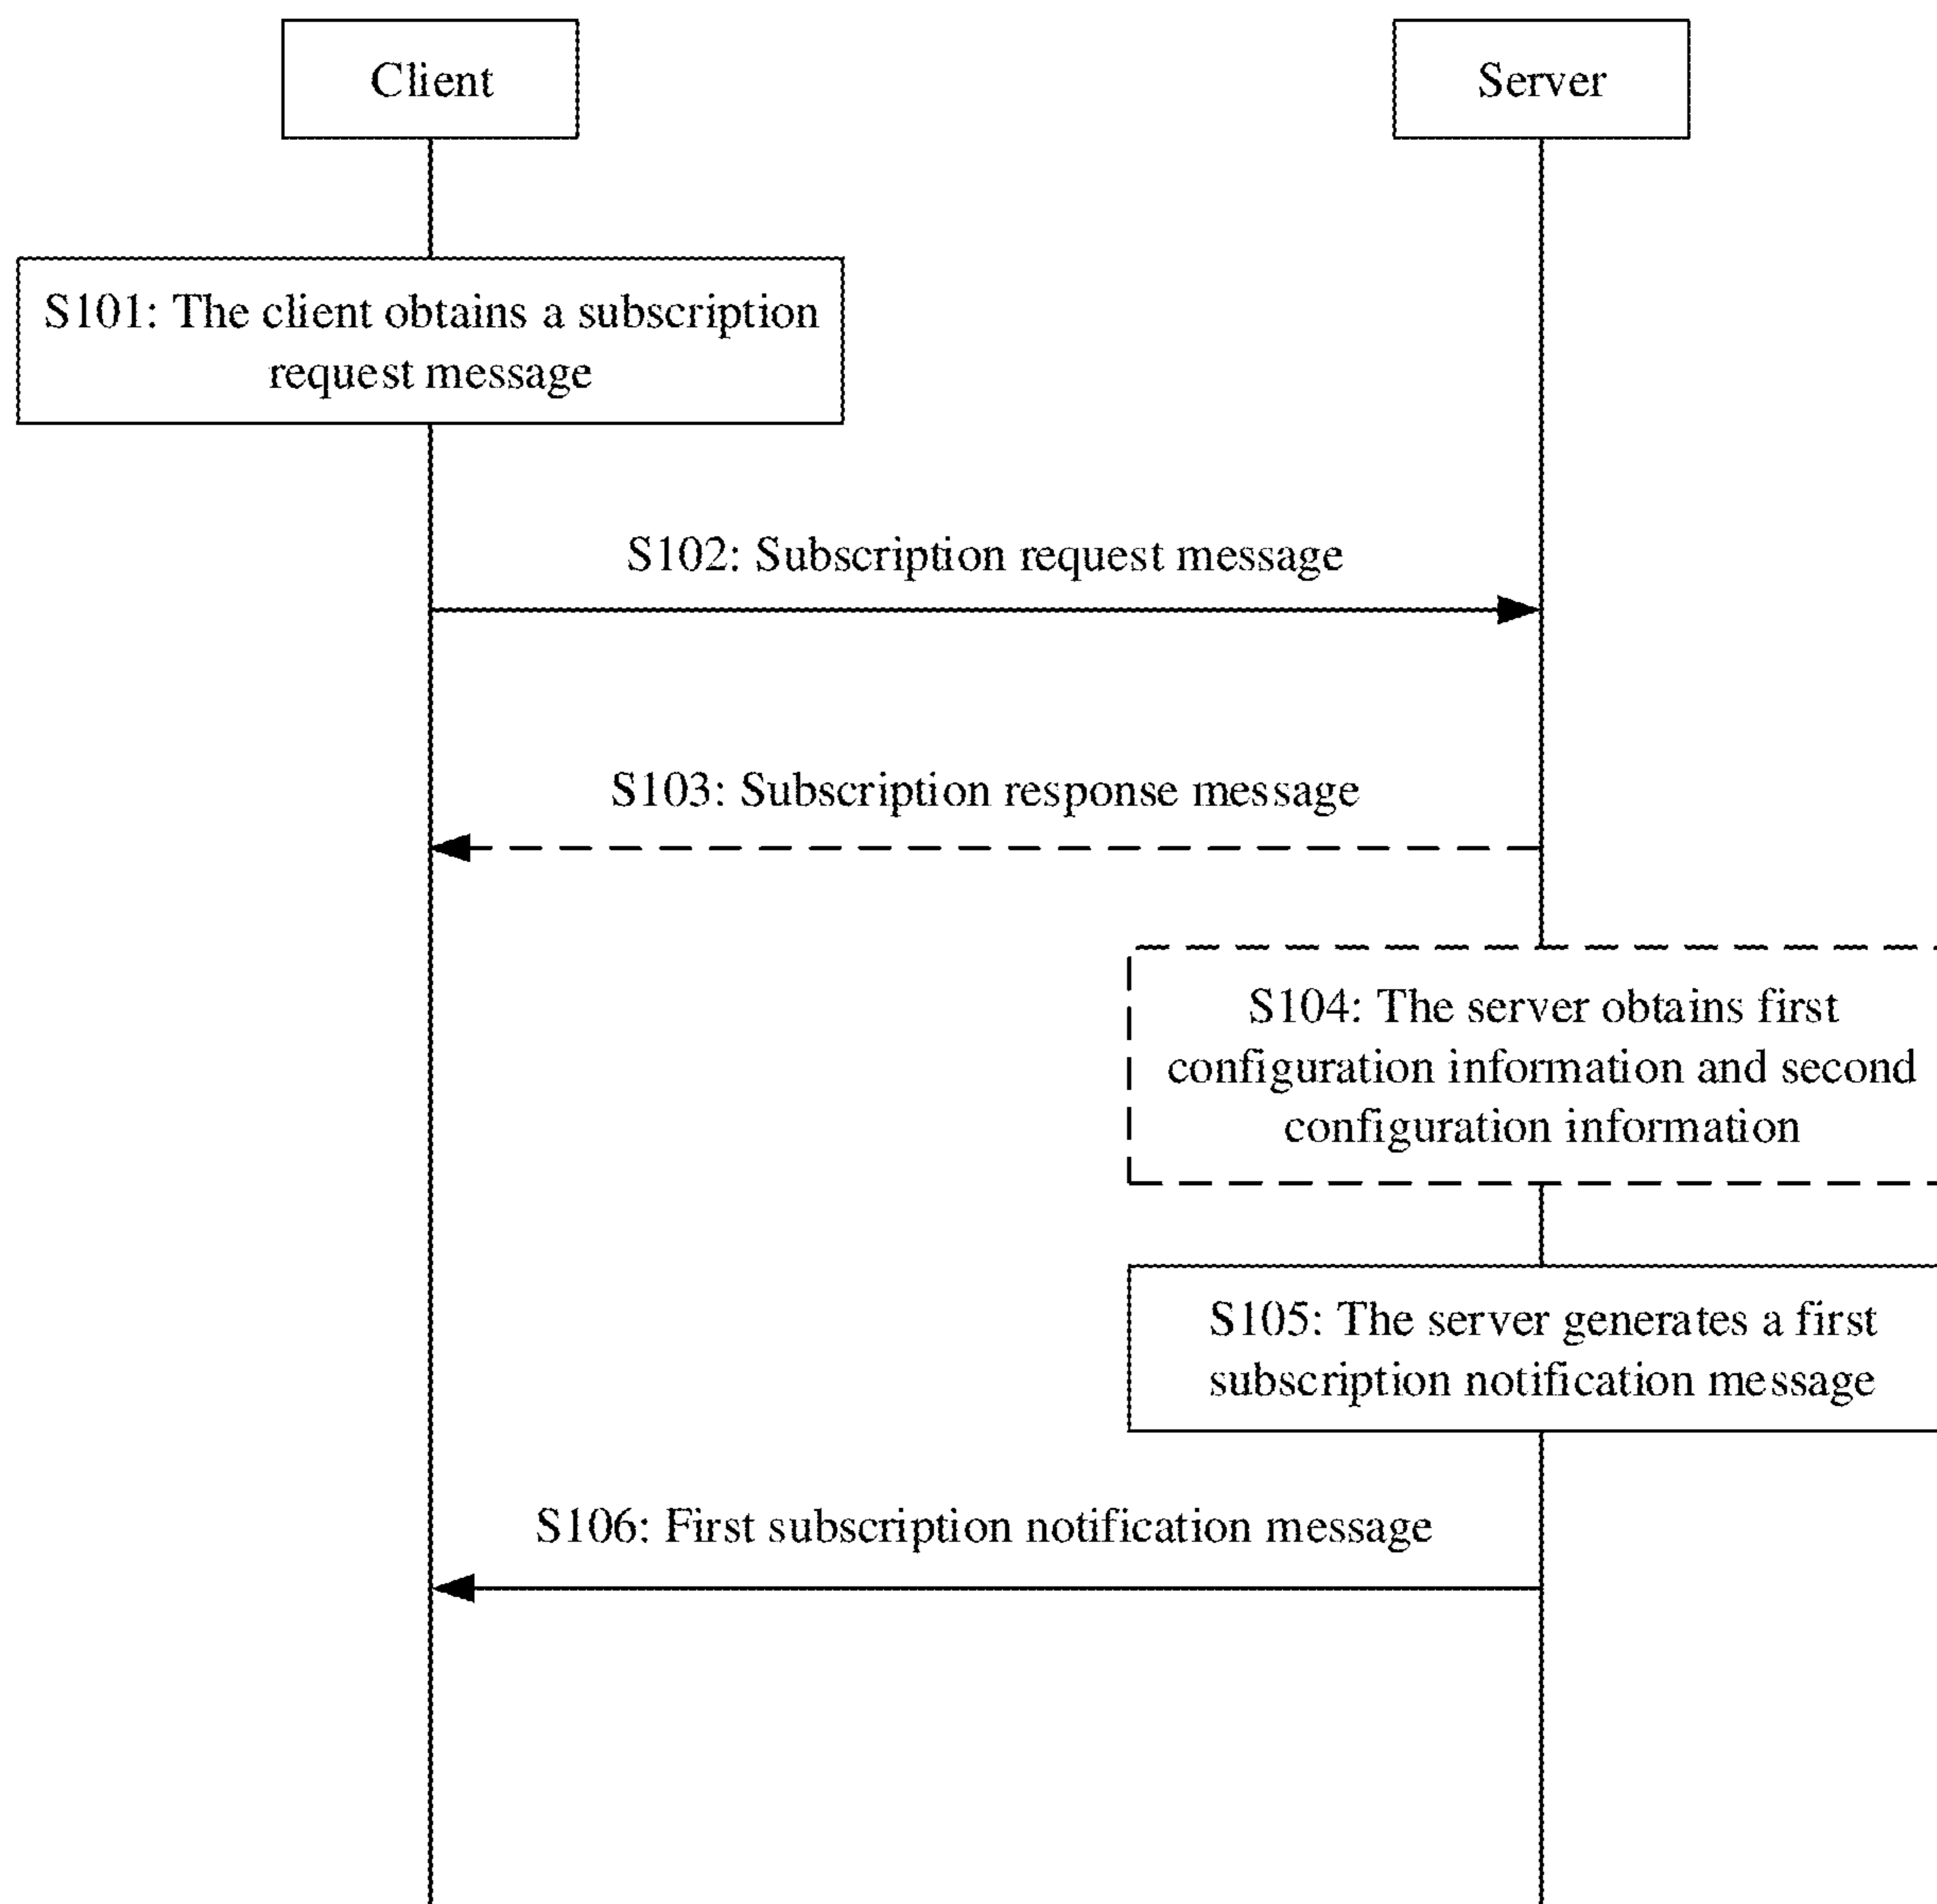 Client
Server
S101: The client obtains a subscription
request message
S102: Subscription request message
S103: Subscription response message
S104: The server obtains first
configuration information and second
configuration information
S105: The server generates a first
subscription notification message
S106: First subscription notification message